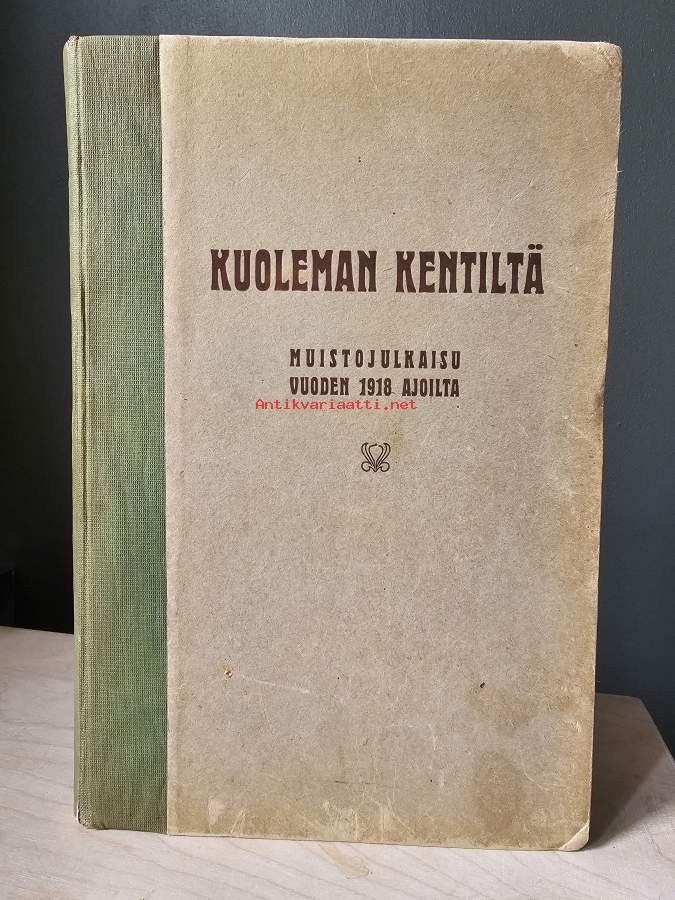 KUOLEMAN KENTILTÄ
MUISTOJULKAISU
VUODEN 1918 AJOILTA
Antikvariaatti.net